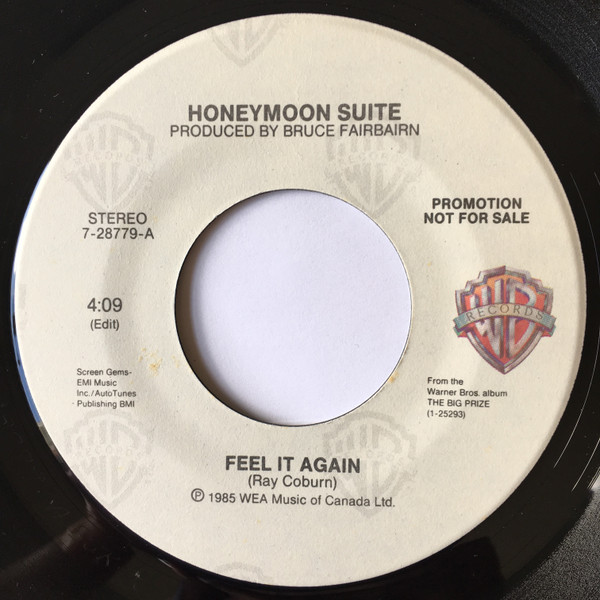 HONEYMOON SUITE
PRODUCED BY BRUCE FAIRBAIRN
STEREO
7-28779-A
PROMOTION
NOT FOR SALE
4:09
(Edit)
RECORDS
Screen Gems-
EMI Music
Inc./AutoTunes
Publishing BMI
From the
Warner Bros. album
THE BIG PRIZE
(1-25293)
FEEL IT AGAIN
(Ray Coburn)
℗ 1985 WEA Music of Canada Ltd.